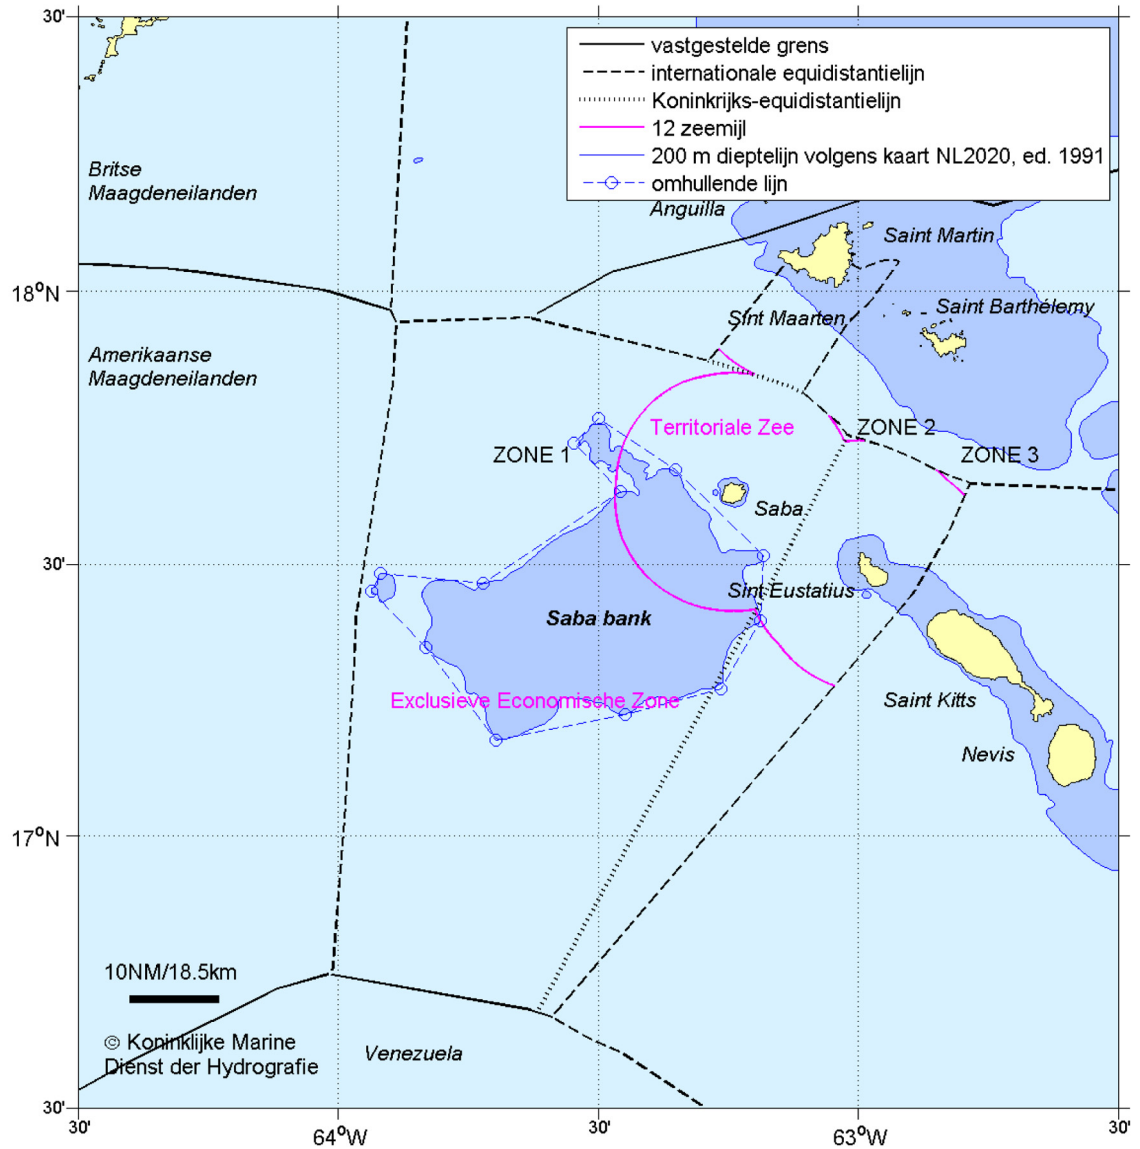 30'
vastgestelde grens
internationale equidistantielijn
Koninkrijks-equidistantielijn
12 zeemijl
200 m dieptelijn volgens kaart NL2020, ed. 1991
omhullende lijn
Britse
Maagdeneilanden
Anguilla
Saint Martin
18°N
Sint Maarten
Saint Barthelemy
Amerikaanse
Maagdeneilanden
Territoriale Zee
ZONE 2
ZONE 1
ZONE 3
Saba
30'
Sint Eustatius
Saba bank
Exclusieve Economische Zone
Saint Kitts
Nevis
17°N
10NM/18.5km
© Koninklijke Marine
Dienst der Hydrografie
Venezuela
30'
30'
64°W
30'
63°W
30'